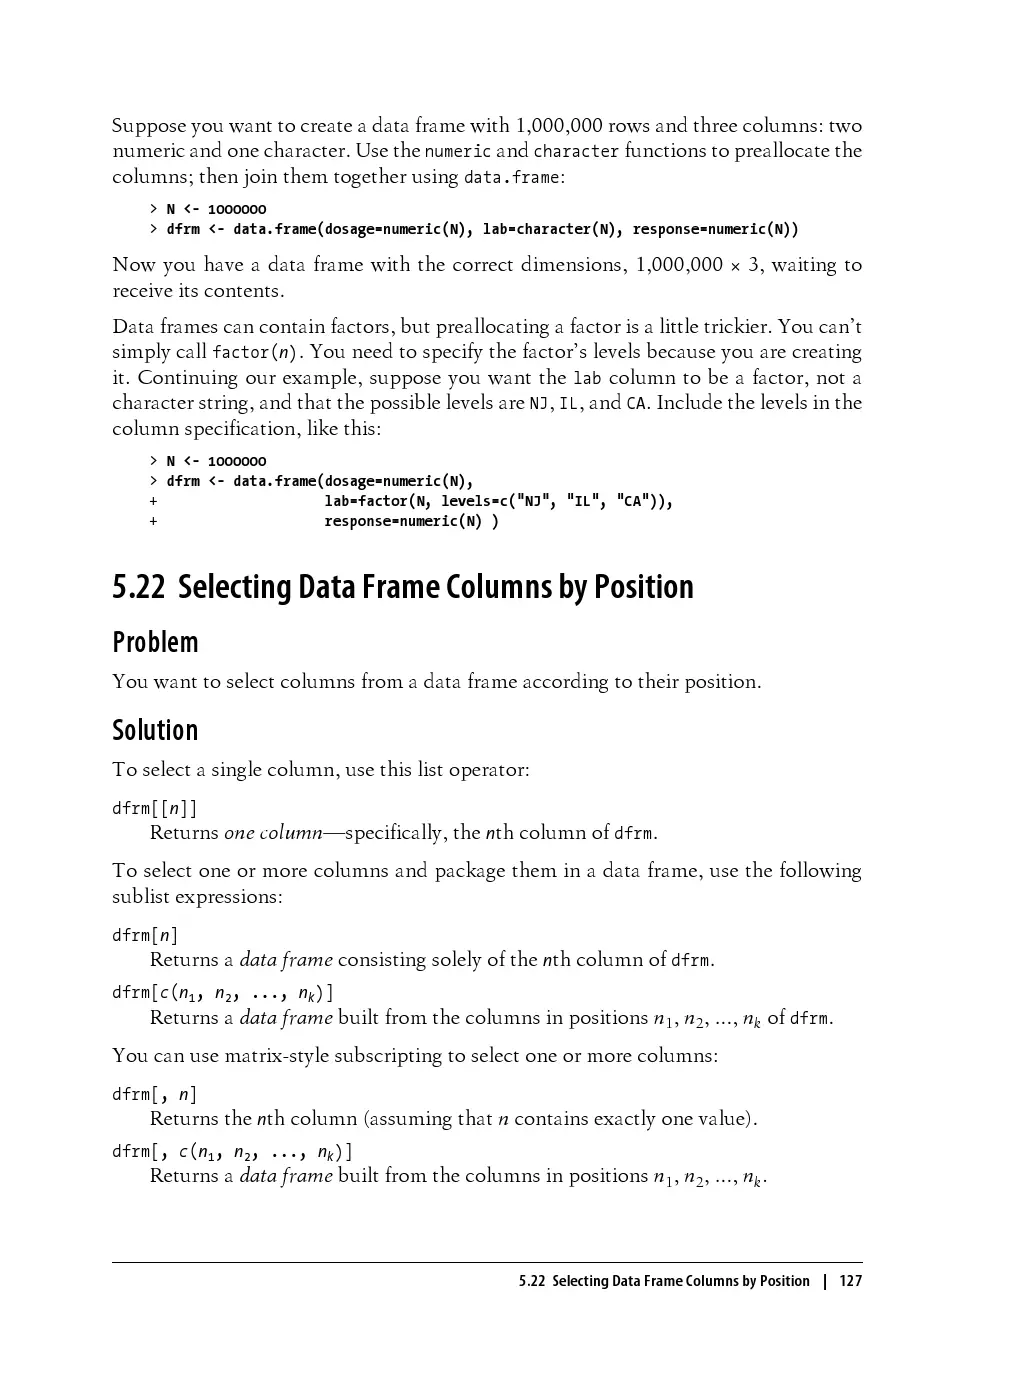 Suppose you want to create a data frame with 1,000,000 rows and three columns: two
numeric and one character. Use the numeric and character functions to preallocate the
columns; then join them together using data.frame:
> N <- 1000000
> dfrm <- data.frame(dosage=numeric(N), lab=character(N), response=numeric(N))
Now you have a data frame with the correct dimensions, 1,000,000 × 3, waiting to
receive its contents.
Data frames can contain factors, but preallocating a factor is a little trickier. You can’t
simply call factor(n). You need to specify the factor’s levels because you are creating
it. Continuing our example, suppose you want the lab column to be a factor, not a
character string, and that the possible levels are NJ, IL, and CA. Include the levels in the
column specification, like this:
> N <- 1000000
> dfrm <- data.frame(dosage=numeric(N),
+ lab=factor(N, levels=c("NJ", "IL", "CA")),
+ response=numeric(N) )
5.22 Selecting Data Frame Columns by Position
Problem
You want to select columns from a data frame according to their position.
Solution
To select a single column, use this list operator:
dfrm[[n]]
Returns one column—specifically, the nth column of dfrm.
To select one or more columns and package them in a data frame, use the following
sublist expressions:
dfrm[n]
Returns a data frame consisting solely of the nth column of dfrm.
dfrm[c(n₁, n₂, ..., nₖ)]
Returns a data frame built from the columns in positions n₁, n₂, ..., nₖ of dfrm.
You can use matrix-style subscripting to select one or more columns:
dfrm[, n]
Returns the nth column (assuming that n contains exactly one value).
dfrm[, c(n₁, n₂, ..., nₖ)]
Returns a data frame built from the columns in positions n₁, n₂, ..., nₖ.
5.22 Selecting Data Frame Columns by Position | 127